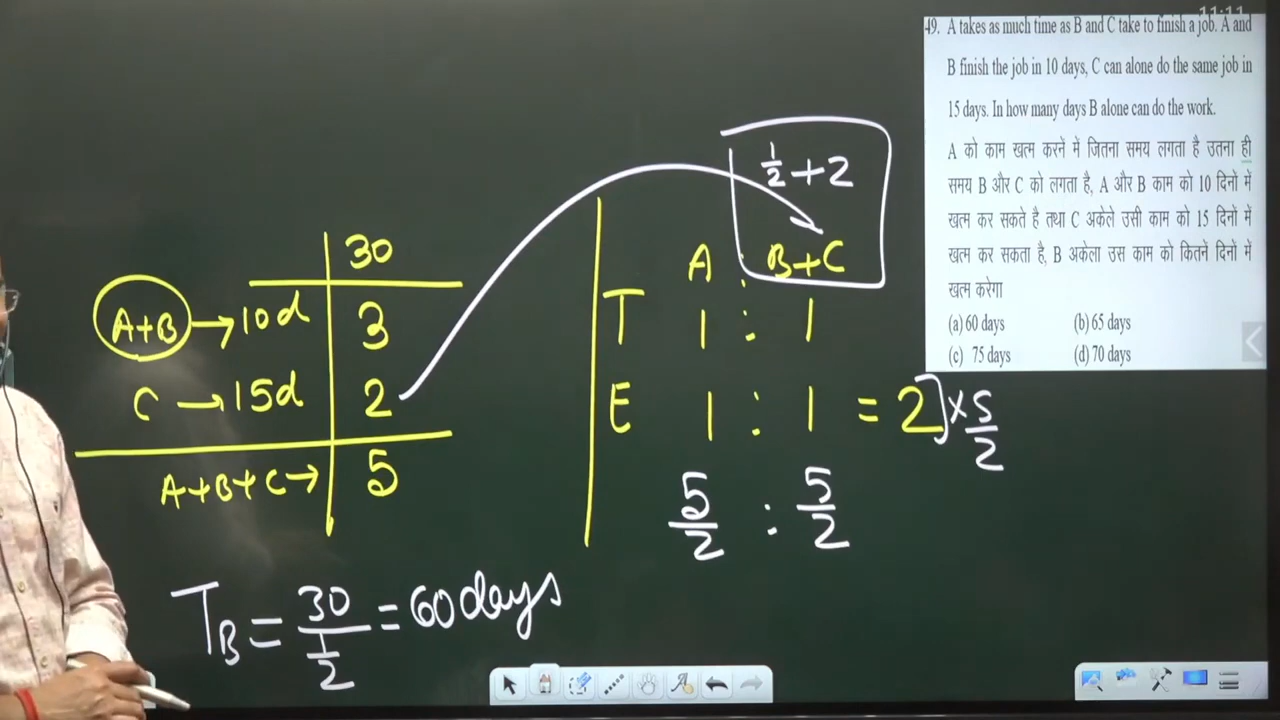 11:11
49. A takes as much time as B and C take to finish a job. A and
B finish the job in 10 days, C can alone do the same job in
15 days. In how many days B alone can do the work.
A को काम खत्म करनें में जितना समय लगता है उतना ही
समय B और C को लगता है, A और B काम को 10 दिनों में
खत्म कर सकते है तथा C अकेले उसी काम को 15 दिनों में
खत्म कर सकता है, B अकेला उस काम को कितने दिनों में
खत्म करेगा
(a) 60 days (b) 65 days
(c) 75 days (d) 70 days
30
A+B → 10d 3
C → 15d 2
A+B+C → 5
1/2 + 2
A : B+C
T 1 : 1
E 1 : 1 = 2] × 5/2
5/2 : 5/2
T_B = 30/(1/2) = 60 days